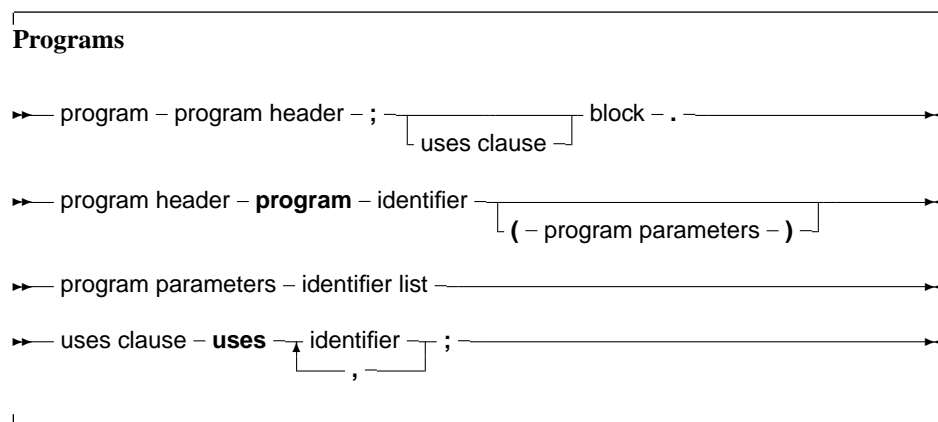 Programs
program – program header – ; – block – .
uses clause –
program header – program – identifier –
( – program parameters – ) –
program parameters – identifier list –
uses clause – uses – identifier – ; –
, –